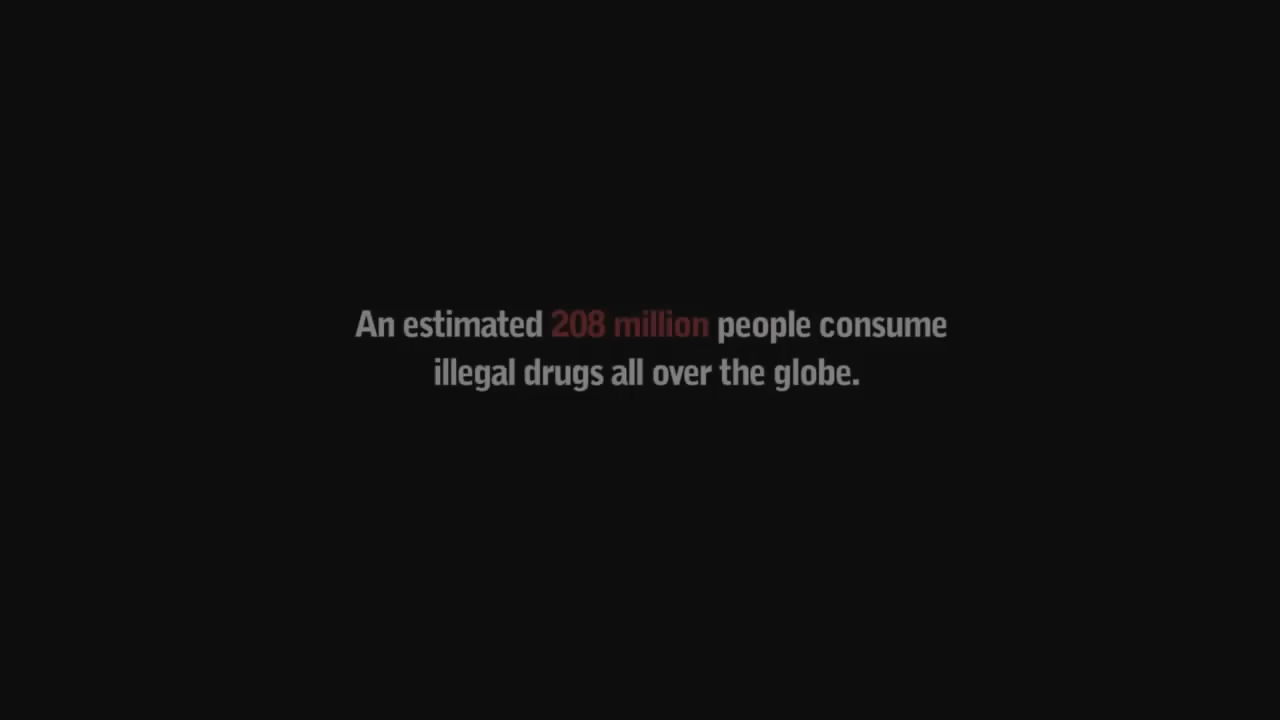 An estimated 208 million people consume
illegal drugs all over the globe.